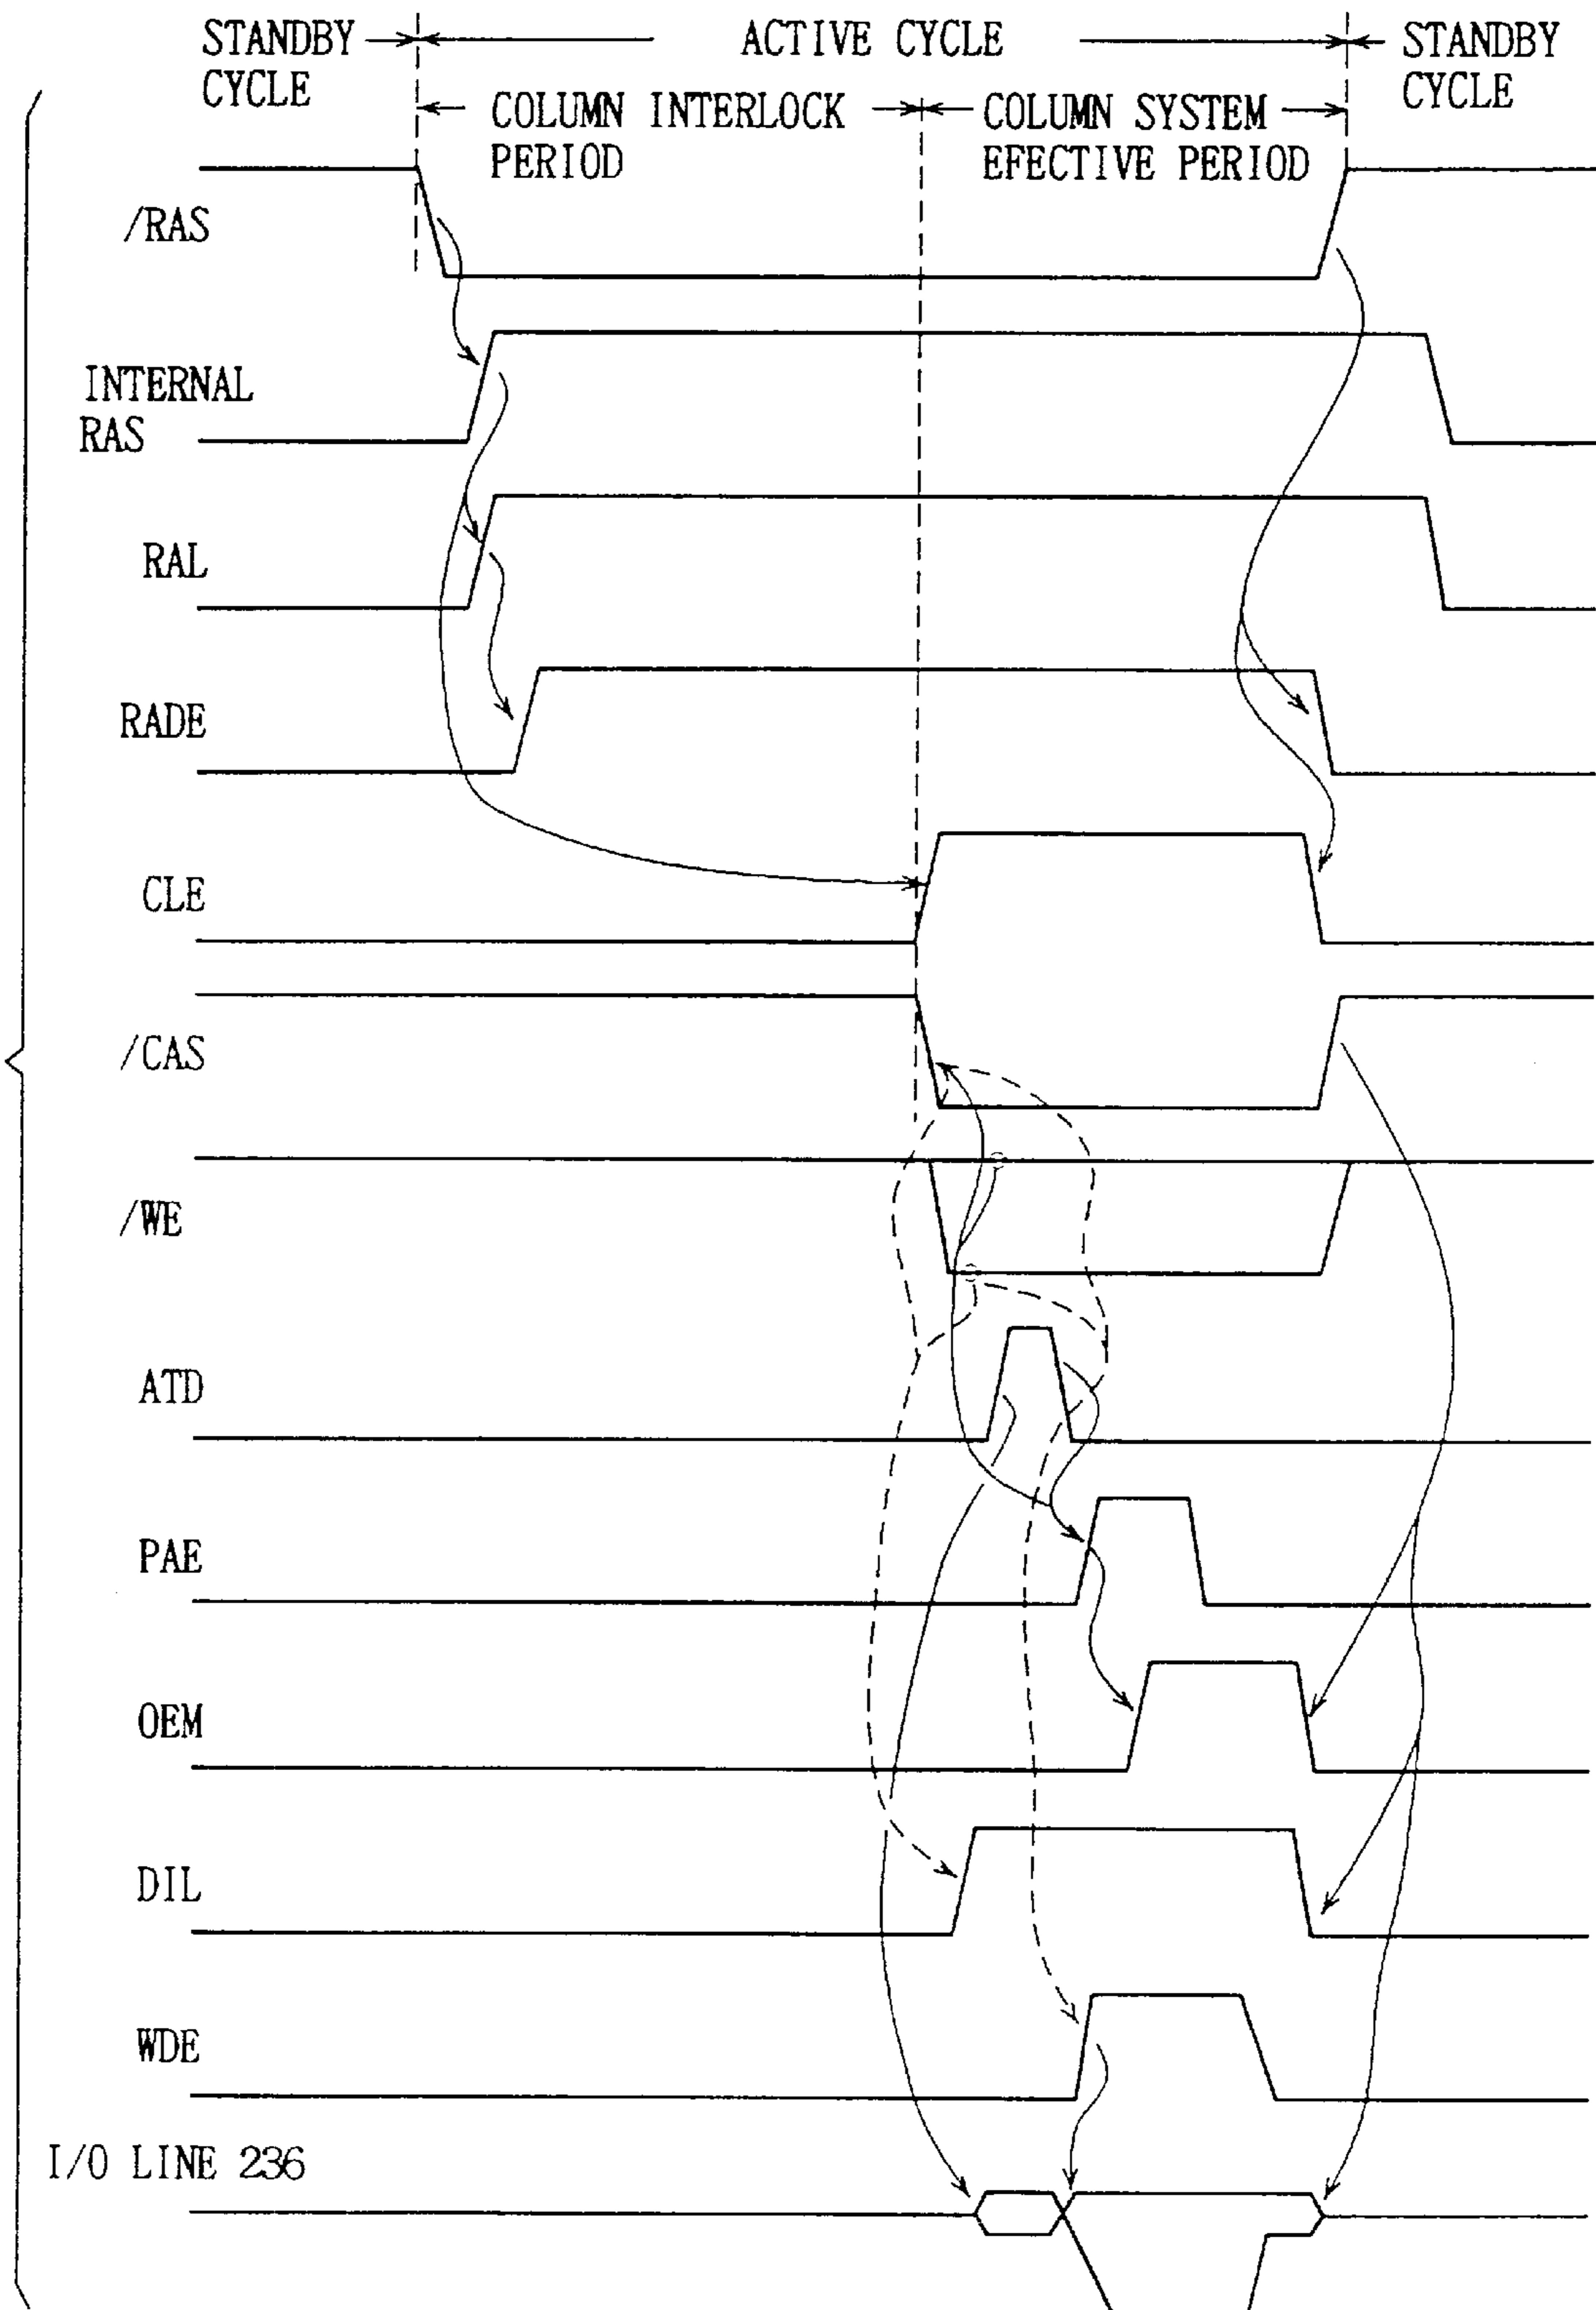 STANDBY
CYCLE
ACTIVE CYCLE
STANDBY
CYCLE
COLUMN INTERLOCK
PERIOD
COLUMN SYSTEM
EFECTIVE PERIOD
/RAS
INTERNAL
RAS
RAL
RADE
CLE
/CAS
/WE
ATD
PAE
OEM
DIL
WDE
I/O LINE 236